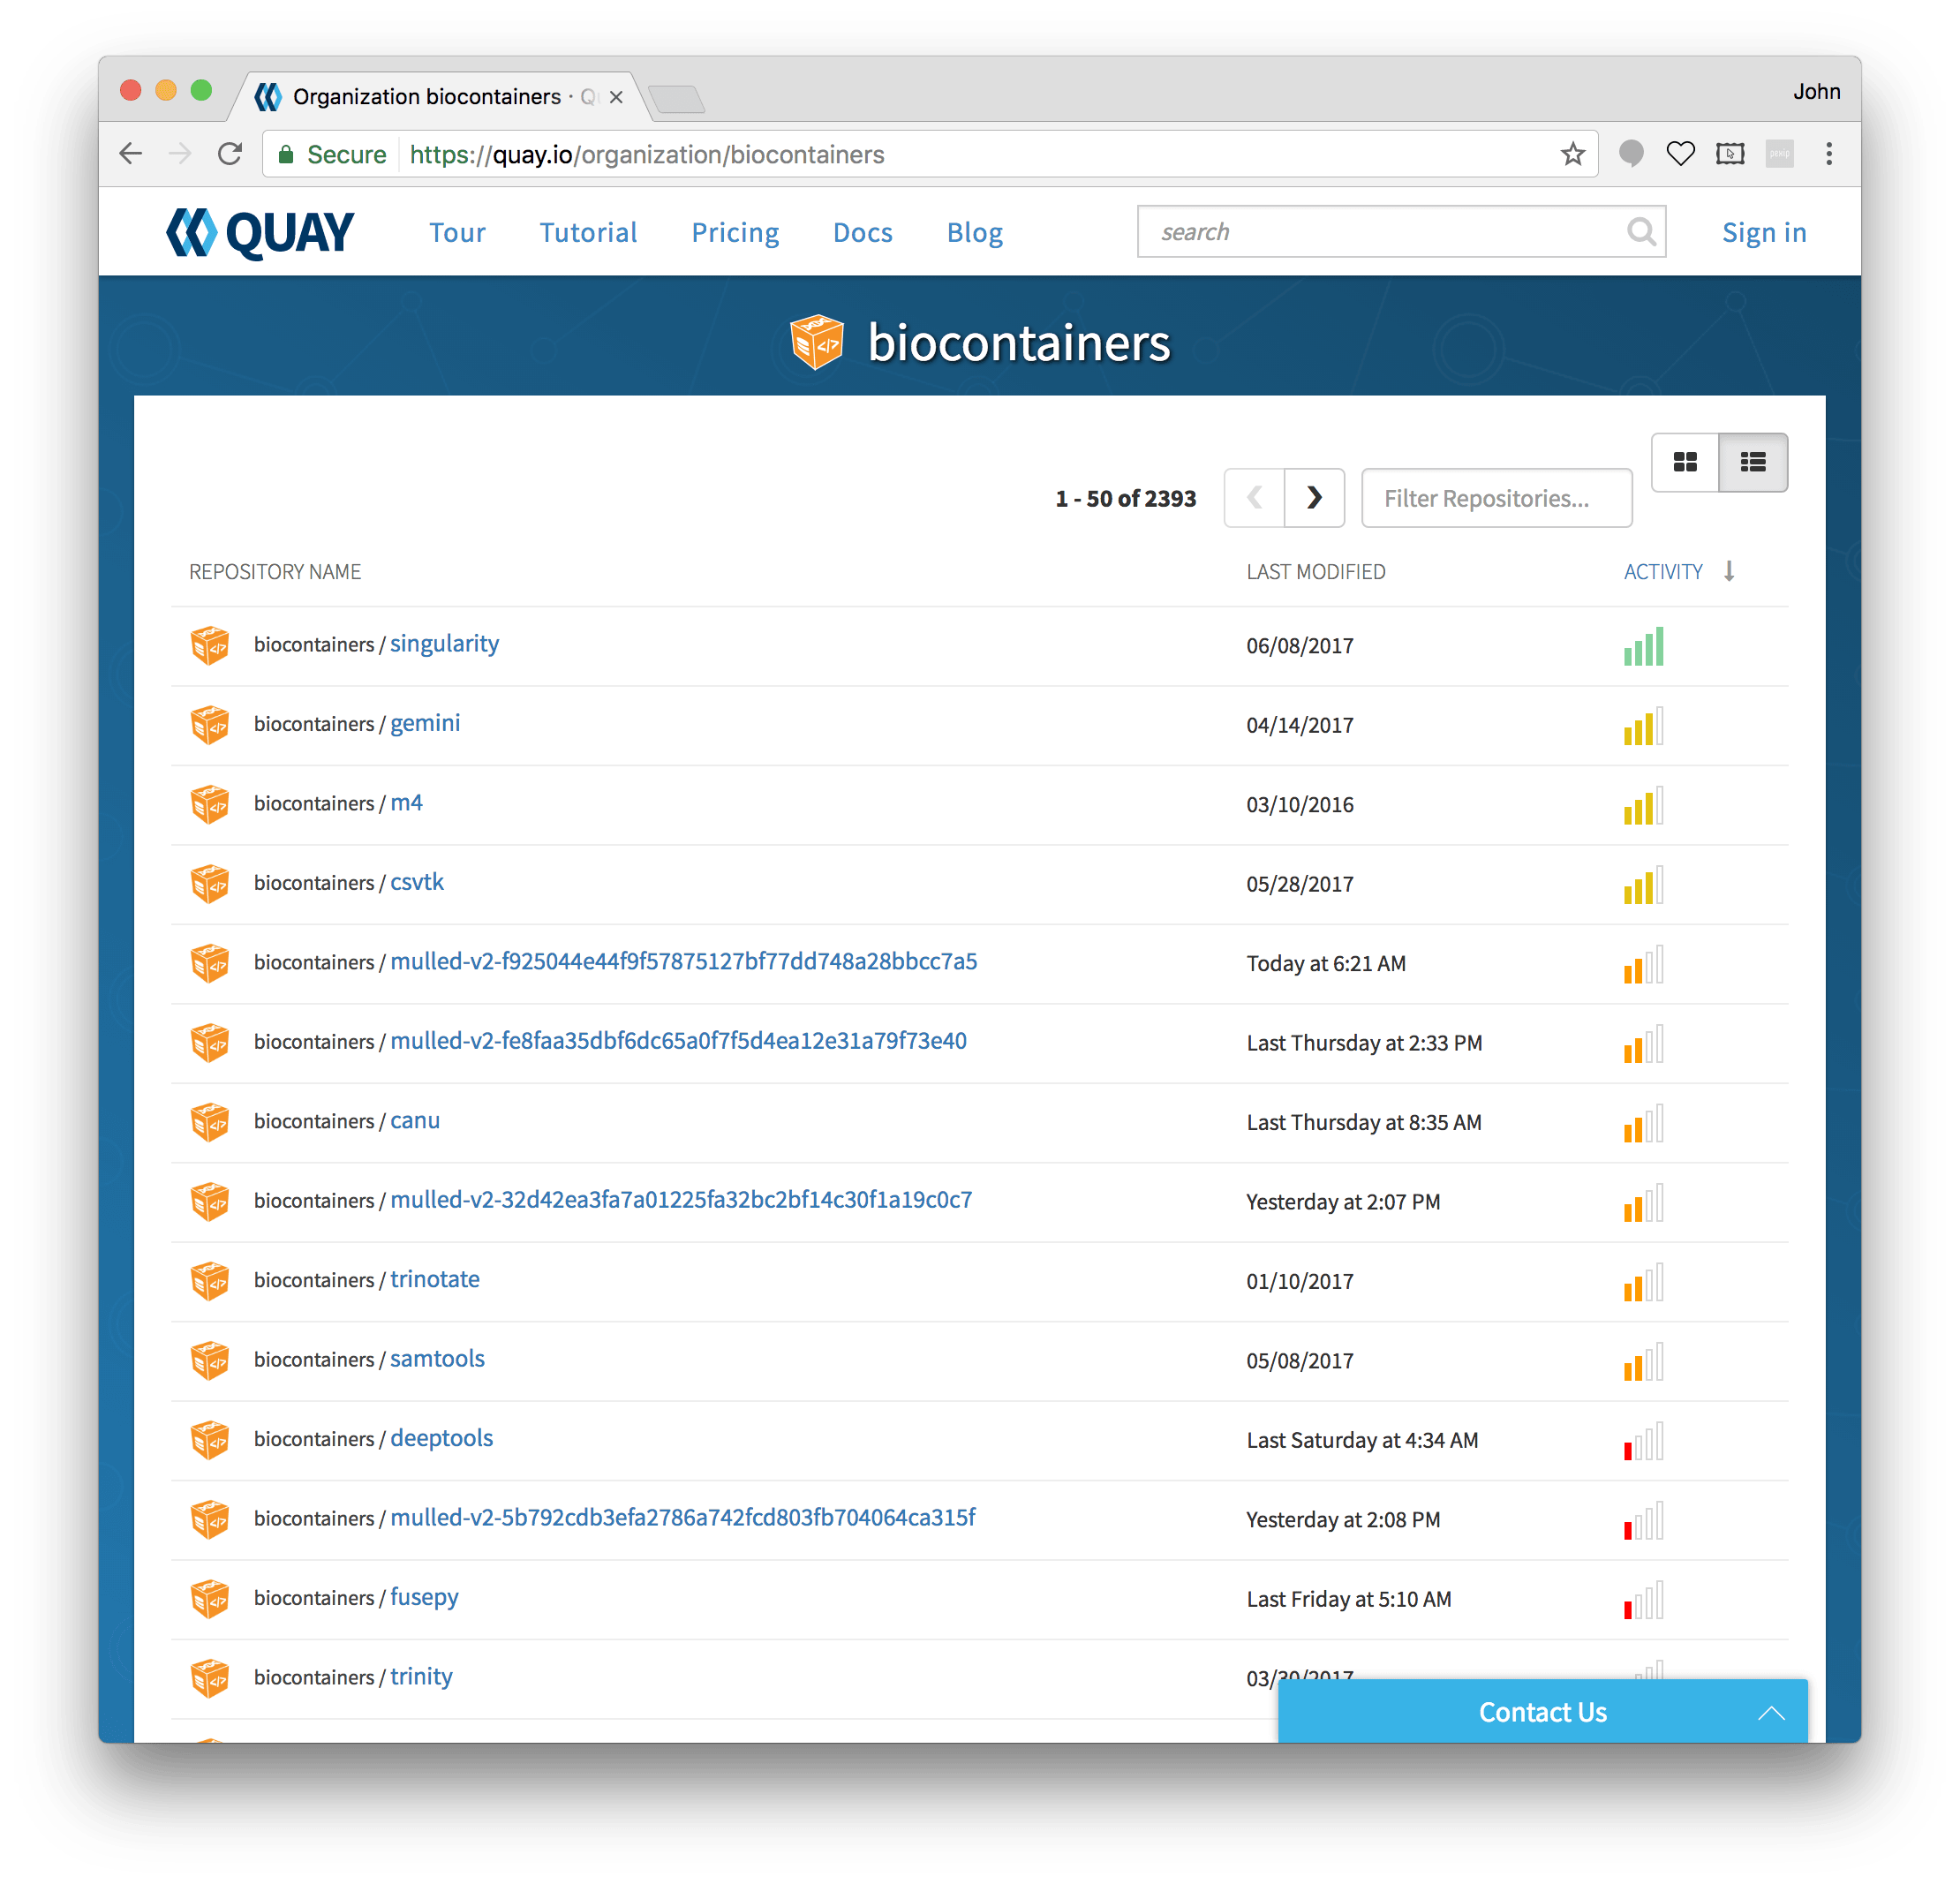 Organization biocontainers · Qu
John
Secure https://quay.io/organization/biocontainers
QUAY Tour Tutorial Pricing Docs Blog search Sign in
biocontainers
1 - 50 of 2393 Filter Repositories...
REPOSITORY NAME LAST MODIFIED ACTIVITY
biocontainers / singularity 06/08/2017
biocontainers / gemini 04/14/2017
biocontainers / m4 03/10/2016
biocontainers / csvtk 05/28/2017
biocontainers / mulled-v2-f925044e44f9f57875127bf77dd748a28bbcc7a5 Today at 6:21 AM
biocontainers / mulled-v2-fe8faa35dbf6dc65a0f7f5d4ea12e31a79f73e40 Last Thursday at 2:33 PM
biocontainers / canu Last Thursday at 8:35 AM
biocontainers / mulled-v2-32d42ea3fa7a01225fa32bc2bf14c30f1a19c0c7 Yesterday at 2:07 PM
biocontainers / trinotate 01/10/2017
biocontainers / samtools 05/08/2017
biocontainers / deeptools Last Saturday at 4:34 AM
biocontainers / mulled-v2-5b792cdb3efa2786a742fcd803fb704064ca315f Yesterday at 2:08 PM
biocontainers / fusepy Last Friday at 5:10 AM
biocontainers / trinity 03/30/2017
Contact Us